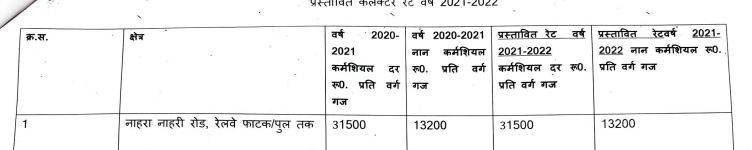 प्रस्तावित कलेक्टर रेट वर्ष 2021-2022
क्र.स.
क्षेत्र
वर्ष 2020-
2021
कर्मशियल दर
रू0. प्रति वर्ग
गज
वर्ष 2020-2021
नान कर्मशियल
रू0. प्रति वर्ग
गज
प्रस्तावित रेट वर्ष
2021-2022
कर्मशियल दर रू0.
प्रति वर्ग गज
प्रस्तावित रेटवर्ष 2021-
2022 नान कर्मशियल रू0.
प्रति वर्ग गज
1
नाहरा नाहरी रोड, रेलवे फाटक/पुल तक
31500
13200
31500
13200